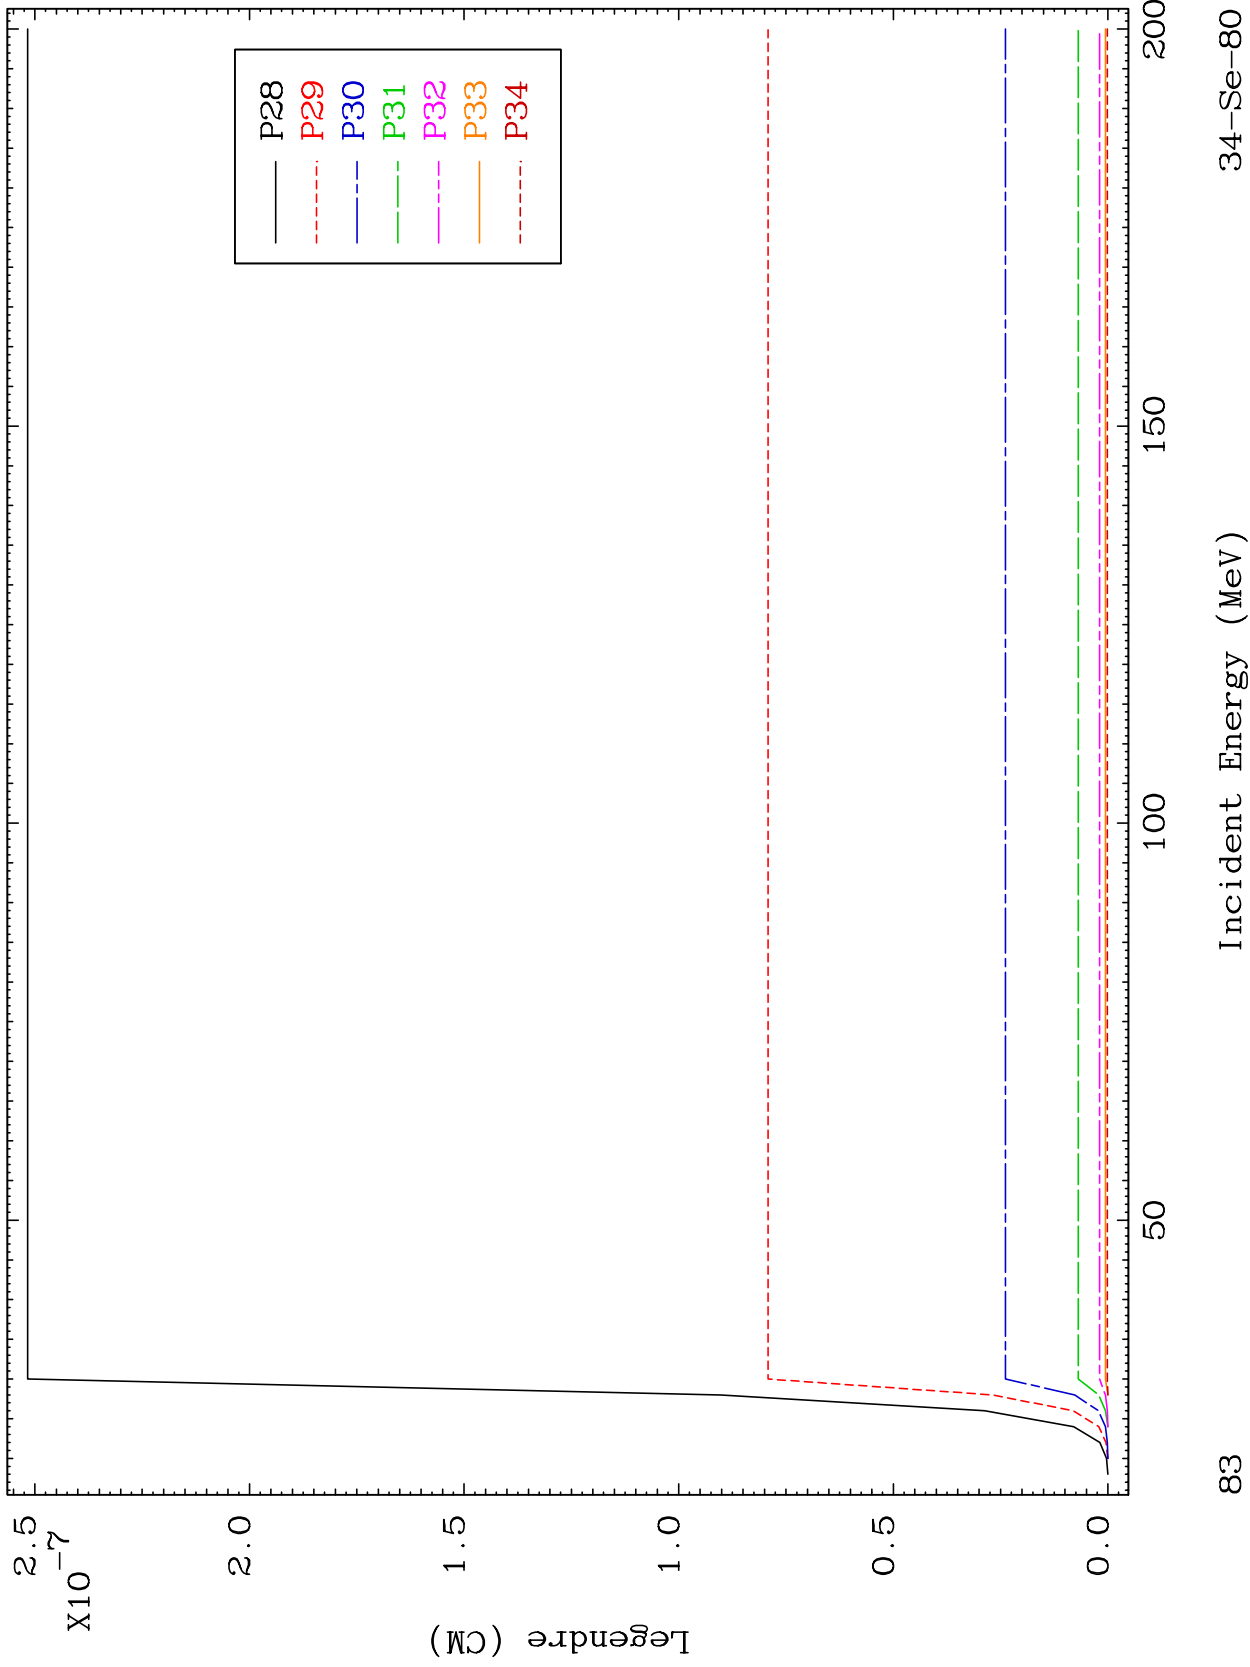 2.5
X10⁻⁷
2.0
1.5
1.0
0.5
0.0
Legendre (CM)
P28
P29
P30
P31
P32
P33
P34
50
100
150
200
Incident Energy (MeV)
83
34-Se-80